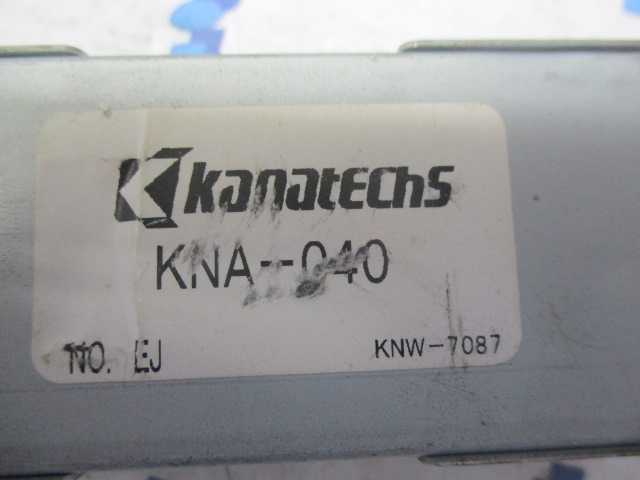 Kanatechs
KNA--040
NO. EJ
KNW-7087